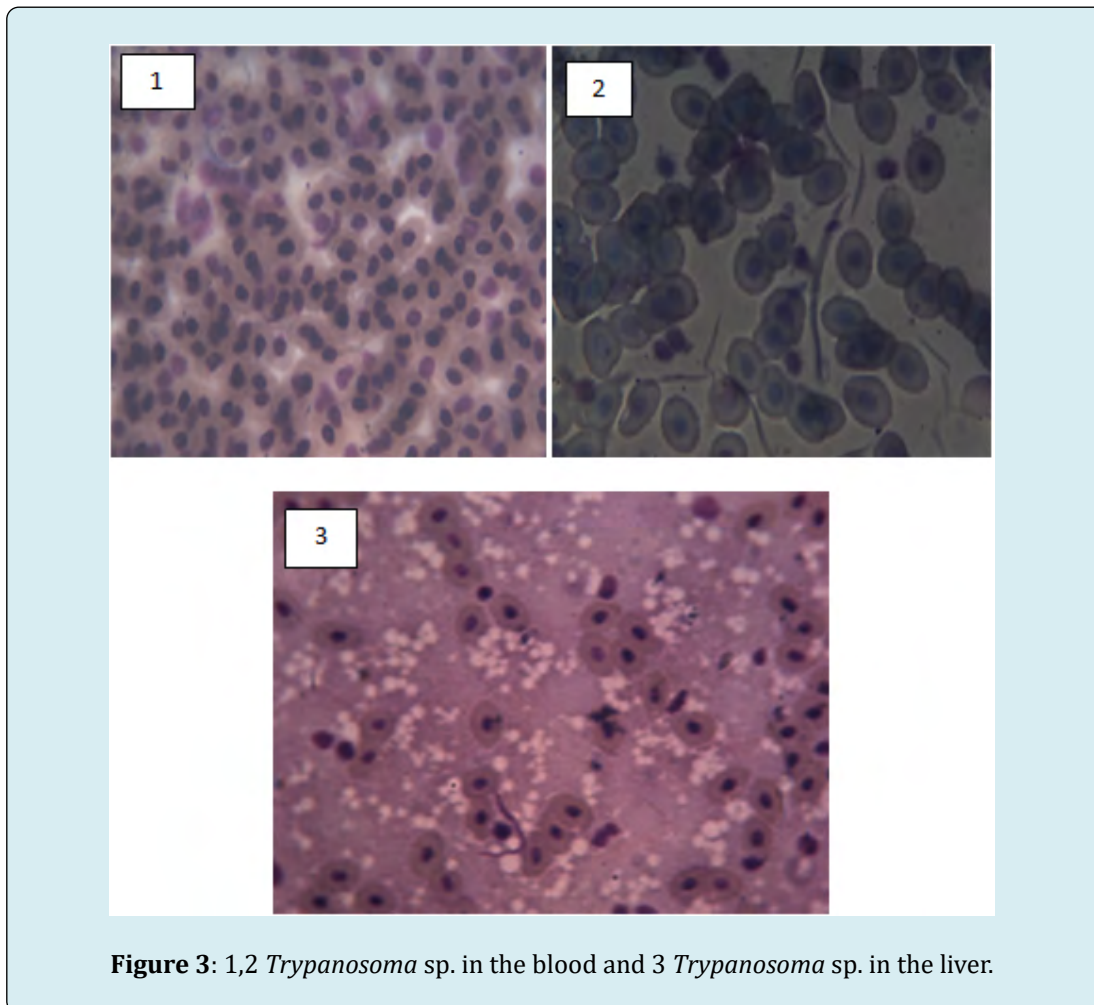 1
2
3
Figure 3: 1,2 Trypanosoma sp. in the blood and 3 Trypanosoma sp. in the liver.